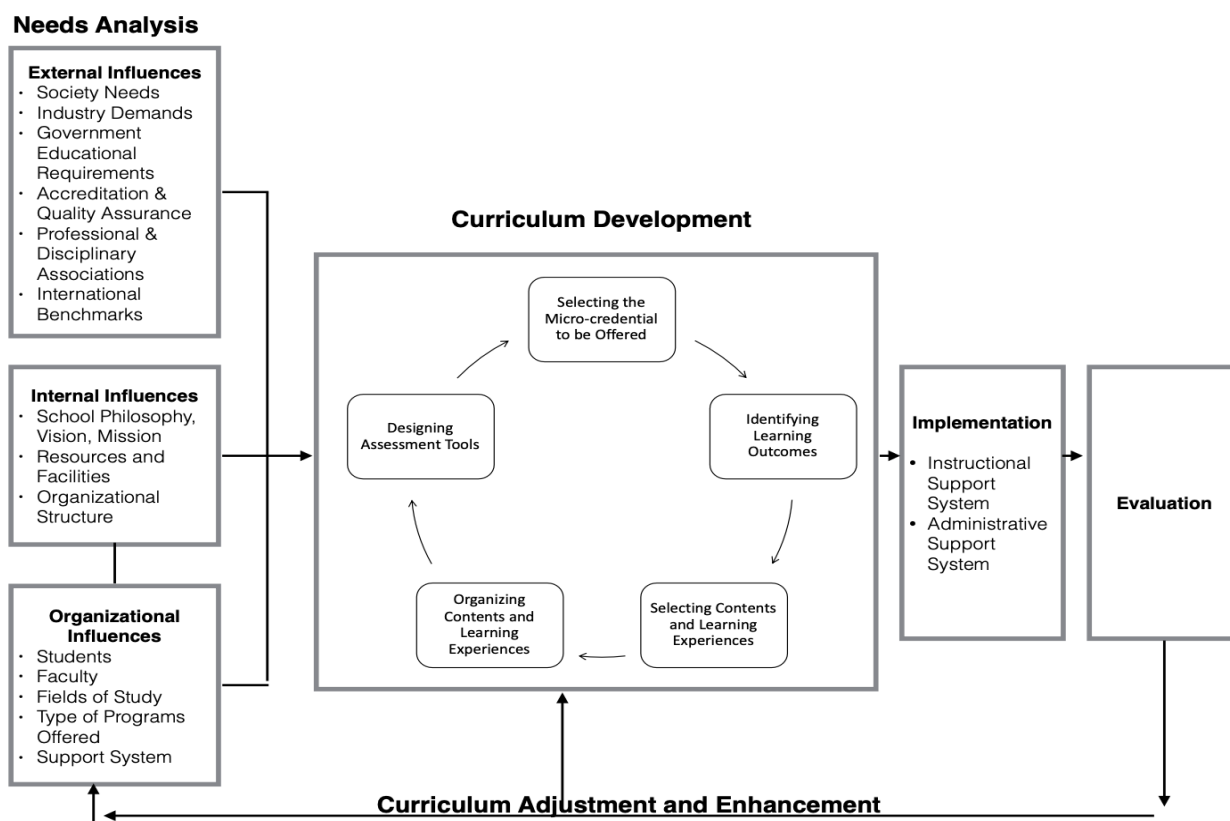 Needs Analysis
External Influences
· Society Needs
· Industry Demands
· Government
Educational
Requirements
· Accreditation &
Quality Assurance
· Professional &
Disciplinary
Associations
· International
Benchmarks
Internal Influences
· School Philosophy,
Vision, Mission
· Resources and
Facilities
· Organizational
Structure
Organizational
Influences
· Students
· Faculty
· Fields of Study
· Type of Programs
Offered
· Support System
Curriculum Development
Selecting the
Micro-credential
to be Offered
Identifying
Learning
Outcomes
Selecting Contents
and Learning
Experiences
Organizing
Contents and
Learning
Experiences
Designing
Assessment Tools
Implementation
• Instructional
Support
System
• Administrative
Support
System
Evaluation
Curriculum Adjustment and Enhancement